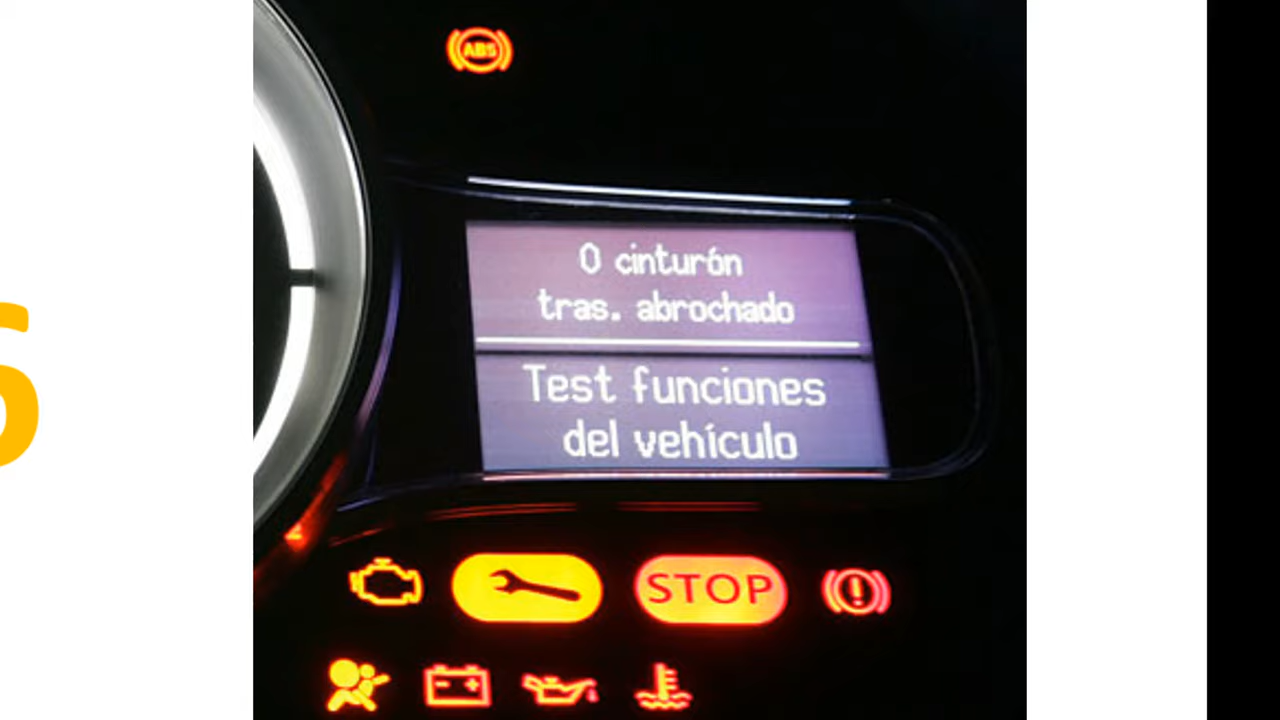 ABS
0 cinturón
tras. abrochado
Test funciones
del vehículo
STOP